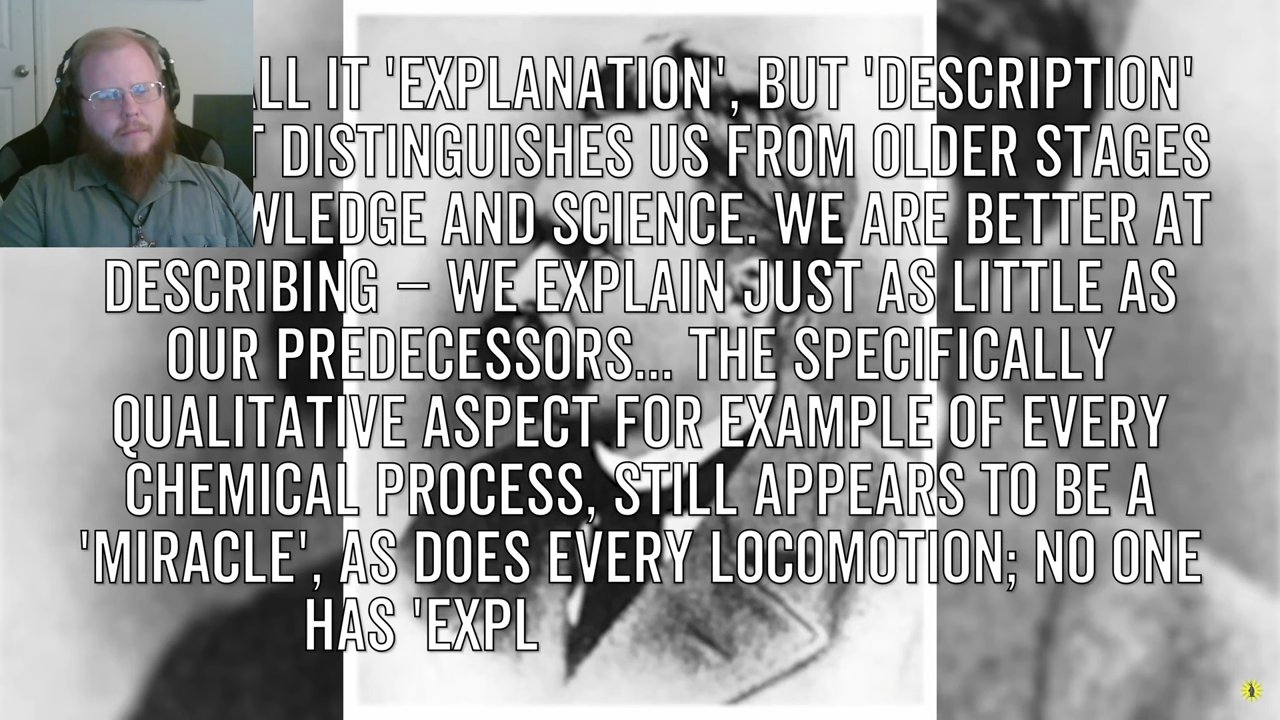 ALL IT 'EXPLANATION', BUT 'DESCRIPTION'
T DISTINGUISHES US FROM OLDER STAGES
WLEDGE AND SCIENCE. WE ARE BETTER AT
DESCRIBING – WE EXPLAIN JUST AS LITTLE AS
OUR PREDECESSORS... THE SPECIFICALLY
QUALITATIVE ASPECT FOR EXAMPLE OF EVERY
CHEMICAL PROCESS, STILL APPEARS TO BE A
'MIRACLE', AS DOES EVERY LOCOMOTION; NO ONE
HAS 'EXPL